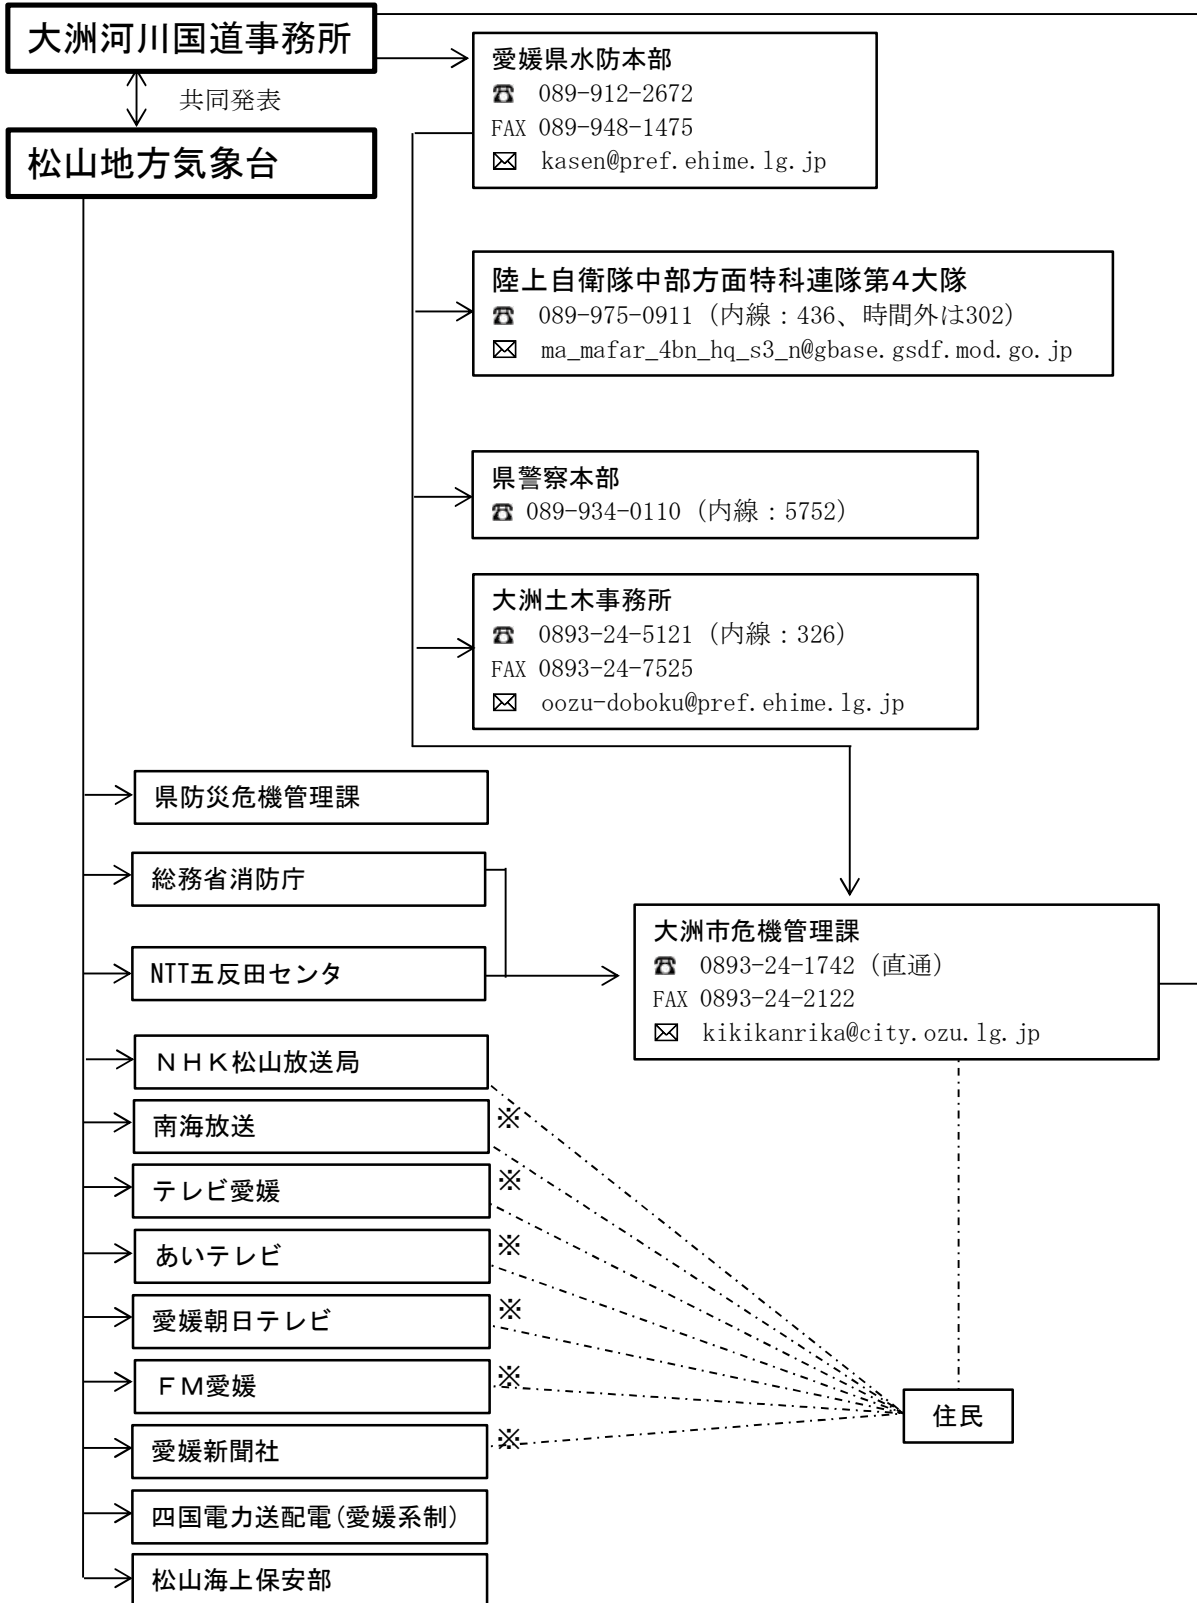 大洲河川国道事務所
共同発表
松山地方気象台
愛媛県水防本部
☎ 089-912-2672
FAX 089-948-1475
✉ kasen@pref.ehime.lg.jp
陸上自衛隊中部方面特科連隊第4大隊
☎ 089-975-0911（内線：436、時間外は302）
✉ ma_mafar_4bn_hq_s3_n@gbase.gsdf.mod.go.jp
県警察本部
☎ 089-934-0110（内線：5752）
大洲土木事務所
☎ 0893-24-5121（内線：326）
FAX 0893-24-7525
✉ oozu-doboku@pref.ehime.lg.jp
県防災危機管理課
総務省消防庁
NTT五反田センタ
大洲市危機管理課
☎ 0893-24-1742（直通）
FAX 0893-24-2122
✉ kikikanrika@city.ozu.lg.jp
ＮＨＫ松山放送局
南海放送 ※
テレビ愛媛 ※
あいテレビ ※
愛媛朝日テレビ ※
ＦＭ愛媛 ※
愛媛新聞社 ※
住民
四国電力送配電(愛媛系制)
松山海上保安部